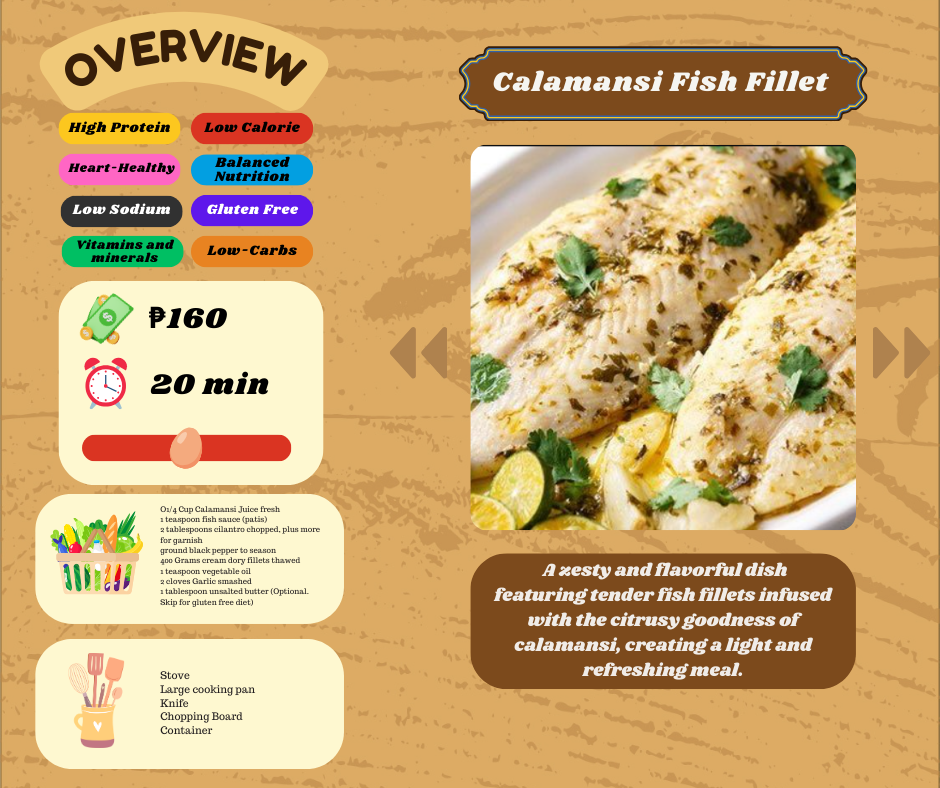 OVERVIEW
High Protein
Low Calorie
Heart-Healthy
Balanced
Nutrition
Low Sodium
Gluten Free
Vitamins and
minerals
Low-Carbs
₱160
20 min
O1/4 Cup Calamansi Juice fresh
1 teaspoon fish sauce (patis)
2 tablespoons cilantro chopped, plus more
for garnish
ground black pepper to season
400 Grams cream dory fillets thawed
1 teaspoon vegetable oil
2 cloves Garlic smashed
1 tablespoon unsalted butter (Optional.
Skip for gluten free diet)
Stove
Large cooking pan
Knife
Chopping Board
Container
Calamansi Fish Fillet
A zesty and flavorful dish
featuring tender fish fillets infused
with the citrusy goodness of
calamansi, creating a light and
refreshing meal.